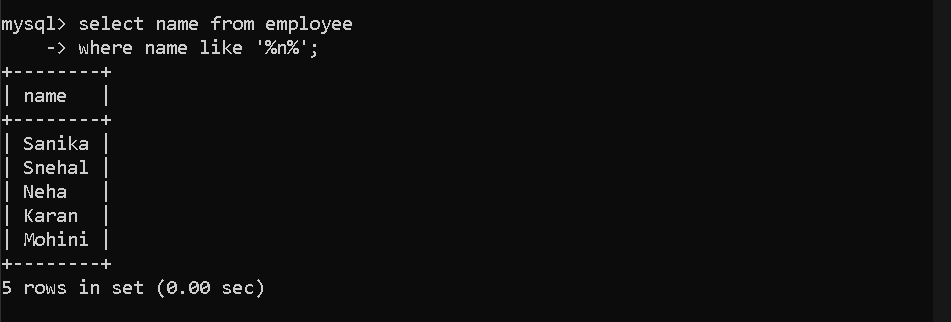 mysql> select name from employee
    -> where name like '%n%';
+--------+
| name   |
+--------+
| Sanika |
| Snehal |
| Neha   |
| Karan  |
| Mohini |
+--------+
5 rows in set (0.00 sec)